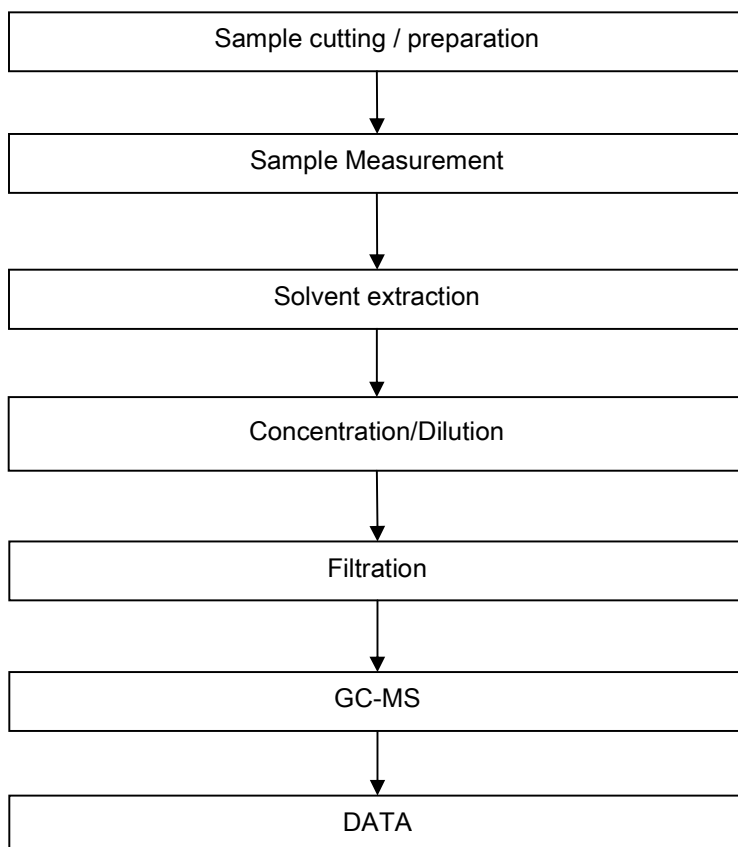 Sample cutting / preparation
Sample Measurement
Solvent extraction
Concentration/Dilution
Filtration
GC-MS
DATA